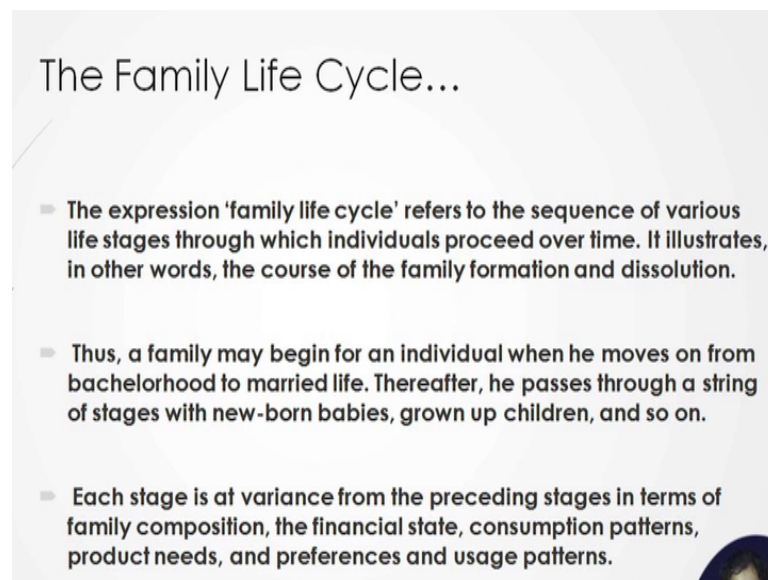 The Family Life Cycle...
The expression ‘family life cycle’ refers to the sequence of various
life stages through which individuals proceed over time. It illustrates,
in other words, the course of the family formation and dissolution.
Thus, a family may begin for an individual when he moves on from
bachelorhood to married life. Thereafter, he passes through a string
of stages with new-born babies, grown up children, and so on.
Each stage is at variance from the preceding stages in terms of
family composition, the financial state, consumption patterns,
product needs, and preferences and usage patterns.